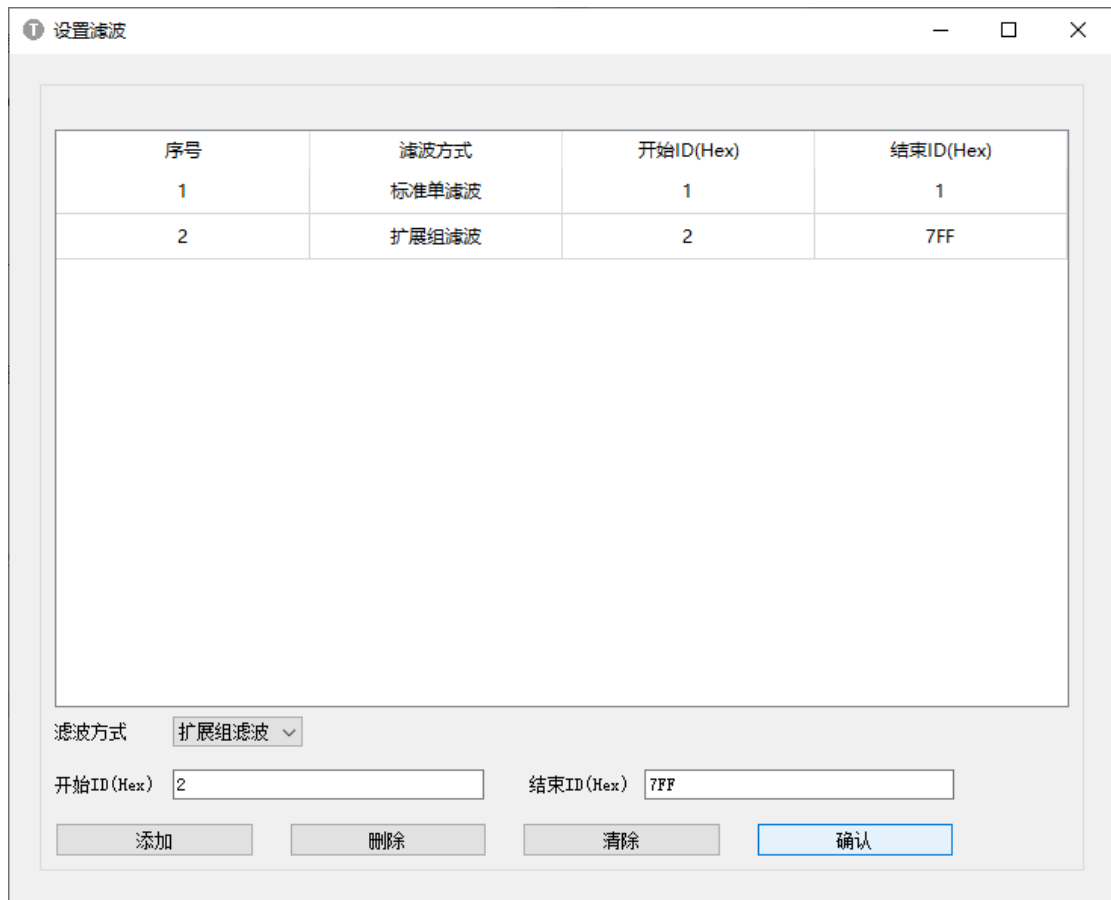 T 设置滤波
序号 滤波方式 开始ID(Hex) 结束ID(Hex)
1 标准单滤波 1 1
2 扩展组滤波 2 7FF
滤波方式 扩展组滤波
开始ID(Hex) 2 结束ID(Hex) 7FF
添加 删除 清除 确认